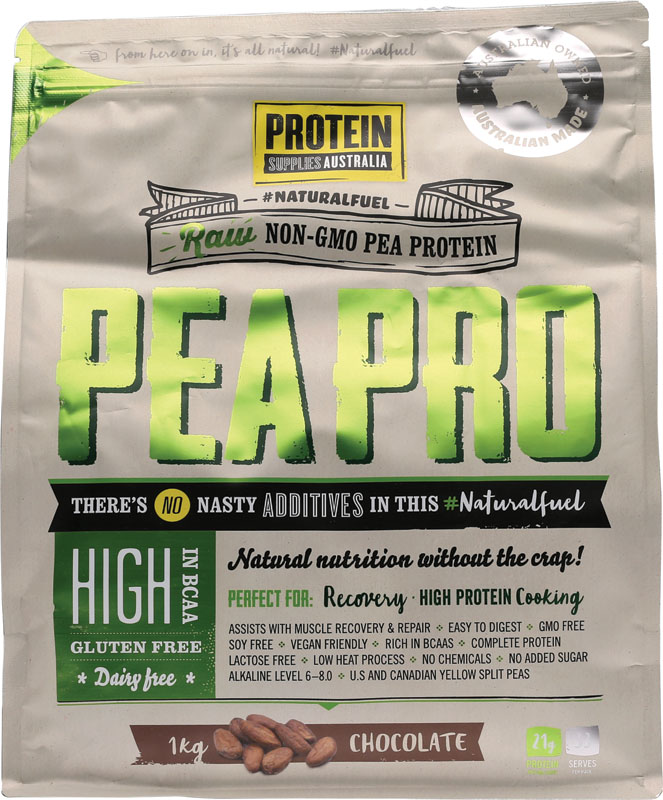 from here on in, it's all natural! #Naturalfuel
AUSTRALIAN OWNED
AUSTRALIAN MADE
PROTEIN
SUPPLIES AUSTRALIA
#NATURALFUEL
Raw NON-GMO PEA PROTEIN
PEA PRO
THERE'S NO NASTY ADDITIVES IN THIS #Naturalfuel
HIGH IN BCAA
GLUTEN FREE
* Dairy free *
Natural nutrition without the crap!
PERFECT FOR: Recovery · HIGH PROTEIN Cooking
ASSISTS WITH MUSCLE RECOVERY & REPAIR ❖ EASY TO DIGEST ❖ GMO FREE
SOY FREE ❖ VEGAN FRIENDLY ❖ RICH IN BCAAS ❖ COMPLETE PROTEIN
LACTOSE FREE ❖ LOW HEAT PROCESS ❖ NO CHEMICALS ❖ NO ADDED SUGAR
ALKALINE LEVEL 6–8.0 ❖ U.S AND CANADIAN YELLOW SPLIT PEAS
1kg CHOCOLATE
21g
PROTEIN
33
SERVES